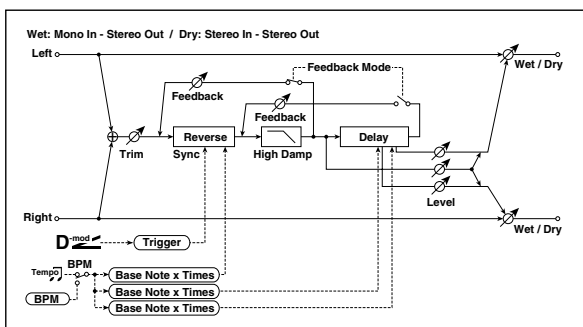 Wet: Mono In - Stereo Out / Dry: Stereo In - Stereo Out
Left
Wet / Dry
Feedback Mode
Feedback
Feedback
Trim
Reverse
Sync
High Damp
Delay
Level
Right
Wet / Dry
D-mod
Trigger
Tempo
BPM
BPM
Base Note x Times
Base Note x Times
Base Note x Times